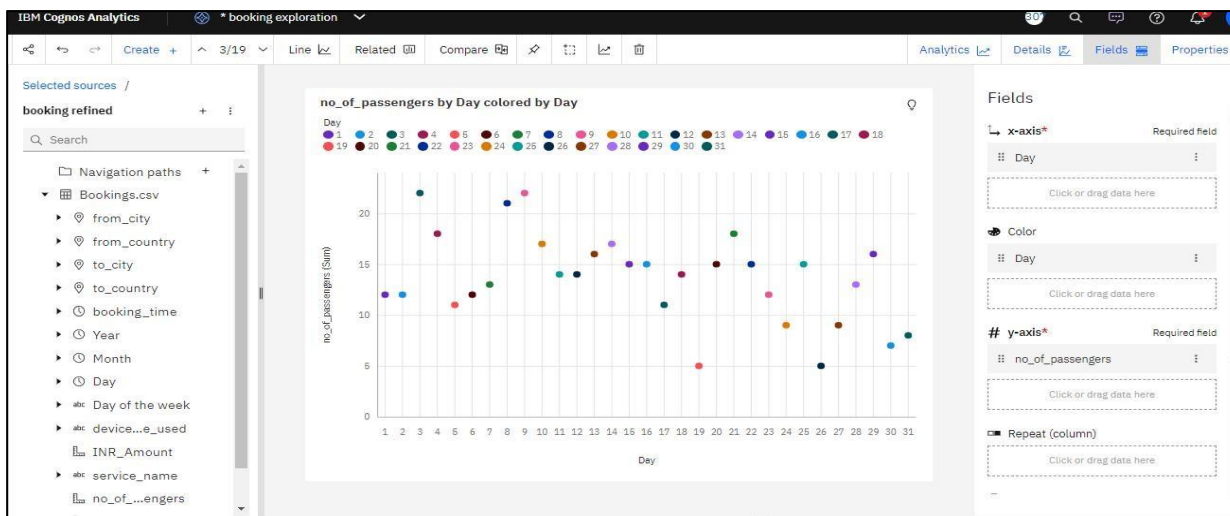 IBM Cognos Analytics
* booking exploration
Create +
3/19
Line
Related
Compare
Analytics
Details
Fields
Properties
Selected sources /
booking refined
Search
Navigation paths +
Bookings.csv
from_city
from_country
to_city
to_country
booking_time
Year
Month
Day
abc Day of the week
abc device...e_used
INR_Amount
abc service_name
no_of_...engers
no_of_passengers by Day colored by Day
Day
1 2 3 4 5 6 7 8 9 10 11 12 13 14 15 16 17 18
19 20 21 22 23 24 25 26 27 28 29 30 31
no_of_passengers (Sum)
20
15
10
5
0
1 2 3 4 5 6 7 8 9 10 11 12 13 14 15 16 17 18 19 20 21 22 23 24 25 26 27 28 29 30 31
Day
Fields
x-axis* Required field
Day
Click or drag data here
Color
Day
Click or drag data here
# y-axis* Required field
no_of_passengers
Click or drag data here
Repeat (column)
Click or drag data here